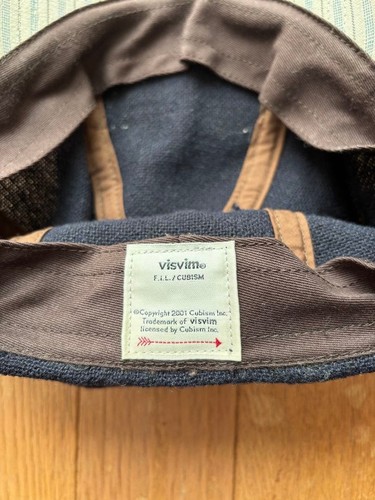 visvim®
F.I.L./CUBISM
©Copyright 2001 Cubism Inc.
Trademark of visvim
licensed by Cubism Inc.